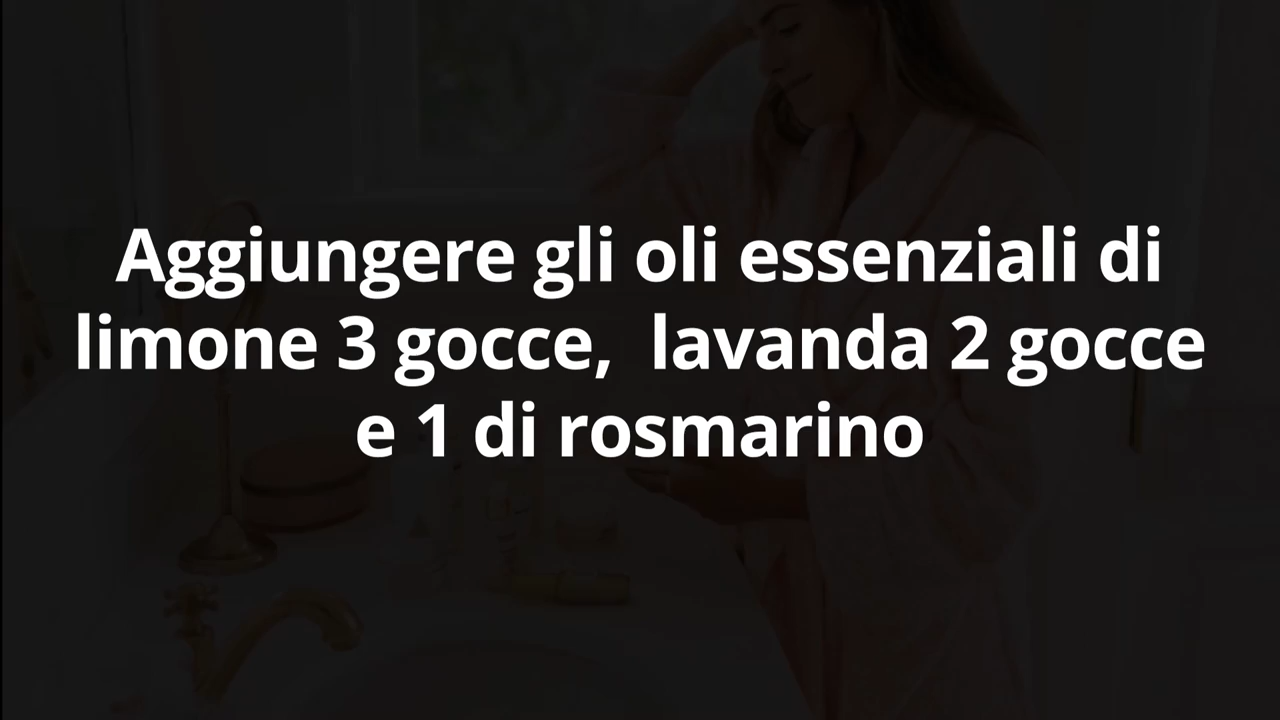 Aggiungere gli oli essenziali di
limone 3 gocce,  lavanda 2 gocce
e 1 di rosmarino